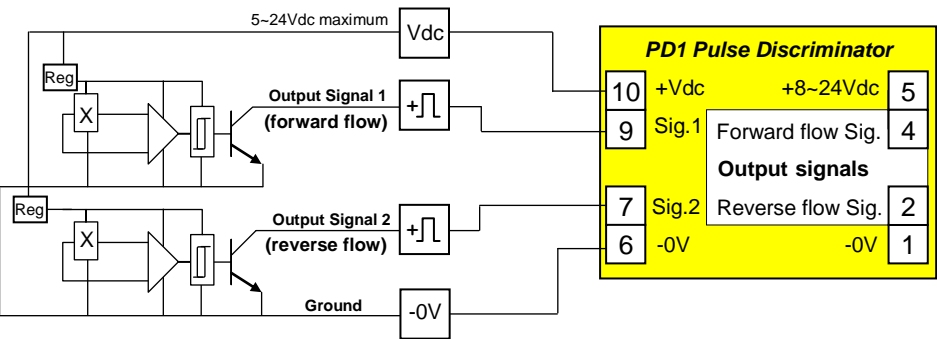 5~24Vdc maximum
Vdc
Reg
X
Output Signal 1
(forward flow)
+
Reg
X
Output Signal 2
(reverse flow)
+
Ground
-0V
PD1 Pulse Discriminator
10 +Vdc +8~24Vdc 5
9 Sig.1 Forward flow Sig. 4
Output signals
7 Sig.2 Reverse flow Sig. 2
6 -0V -0V 1